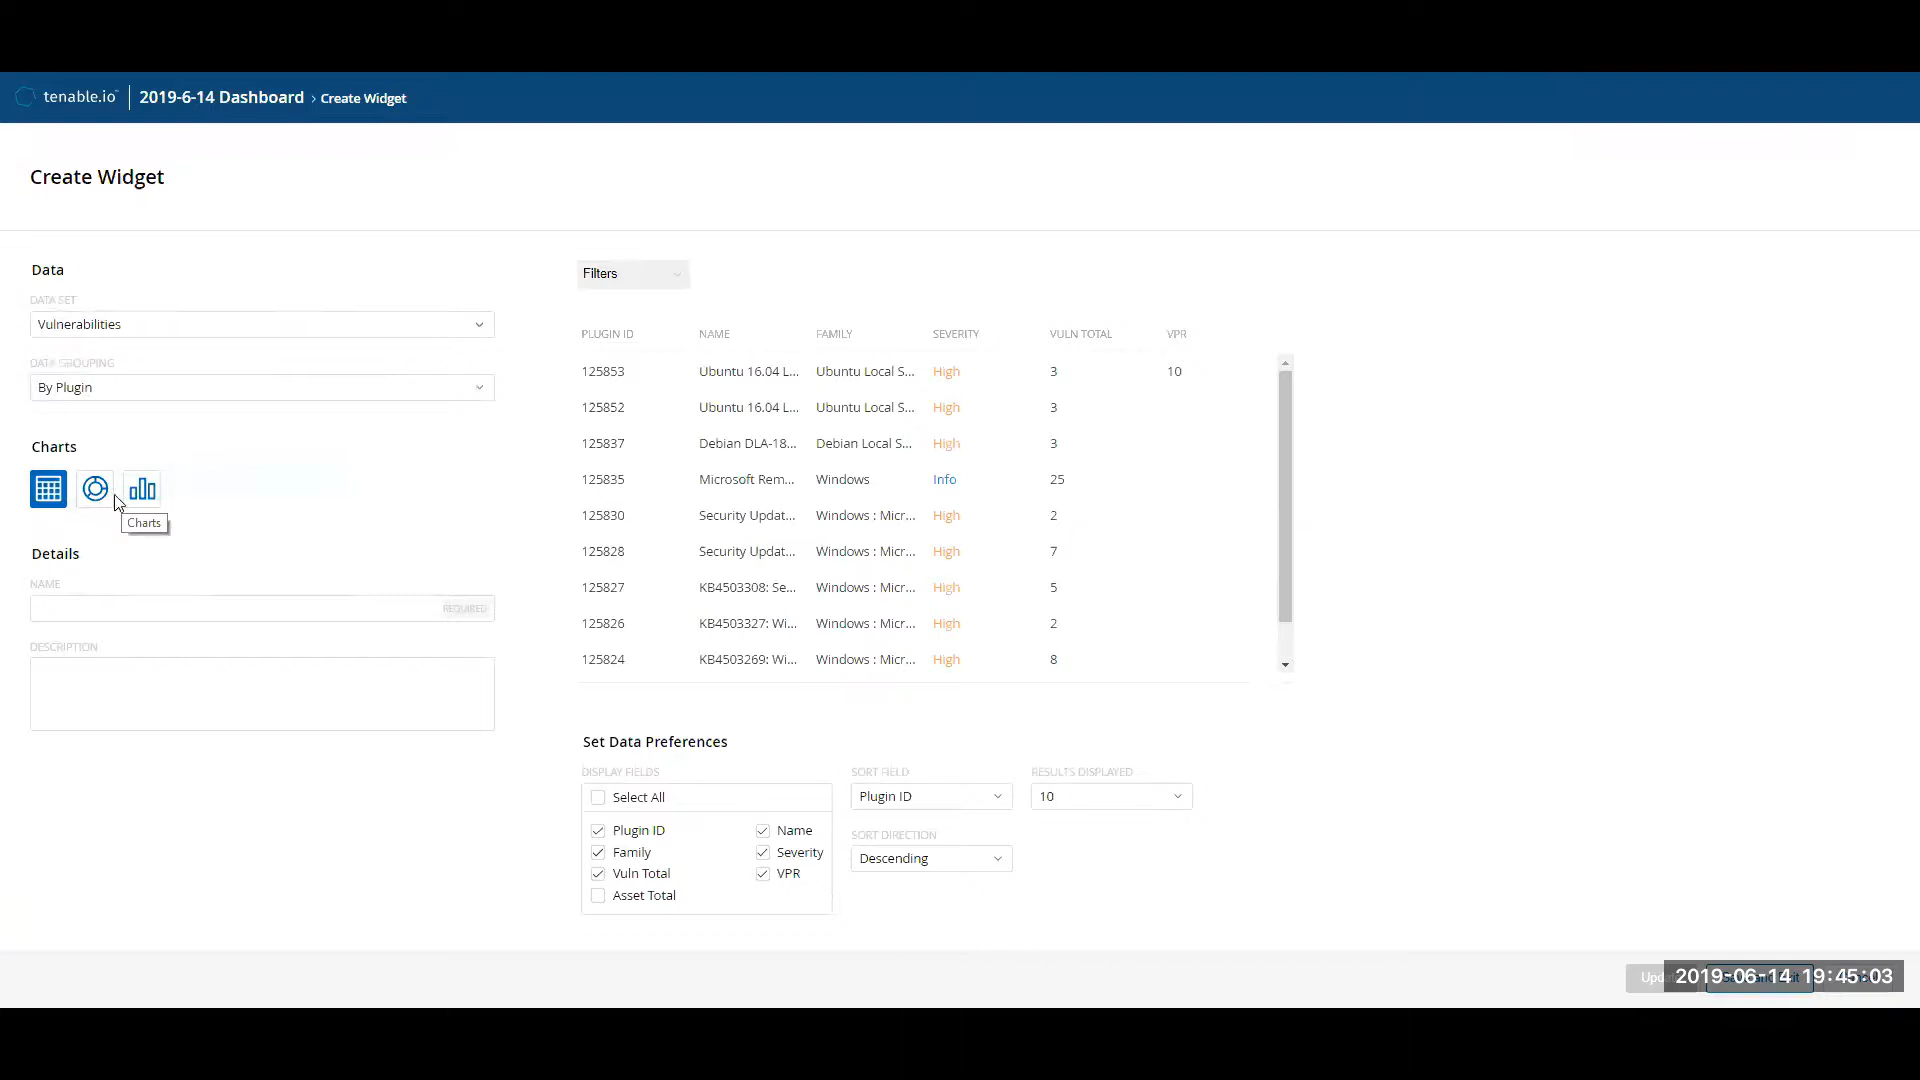 tenable.io 2019-6-14 Dashboard › Create Widget
Create Widget
Data
DATA SET
Vulnerabilities
DATA GROUPING
By Plugin
Charts
Charts
Details
NAME
REQUIRED
DESCRIPTION
Filters
PLUGIN ID NAME FAMILY SEVERITY VULN TOTAL VPR
125853 Ubuntu 16.04 L... Ubuntu Local S... High 3 10
125852 Ubuntu 16.04 L... Ubuntu Local S... High 3
125837 Debian DLA-18... Debian Local S... High 3
125835 Microsoft Rem... Windows Info 25
125830 Security Updat... Windows : Micr... High 2
125828 Security Updat... Windows : Micr... High 7
125827 KB4503308: Se... Windows : Micr... High 5
125826 KB4503327: Wi... Windows : Micr... High 2
125824 KB4503269: Wi... Windows : Micr... High 8
Set Data Preferences
DISPLAY FIELDS SORT FIELD RESULTS DISPLAYED
Select All Plugin ID 10
Plugin ID Name SORT DIRECTION
Family Severity Descending
Vuln Total VPR
Asset Total
2019-06-14 19:45:03